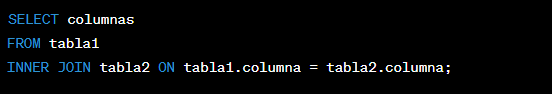 SELECT columnas
FROM tabla1
INNER JOIN tabla2 ON tabla1.columna = tabla2.columna;